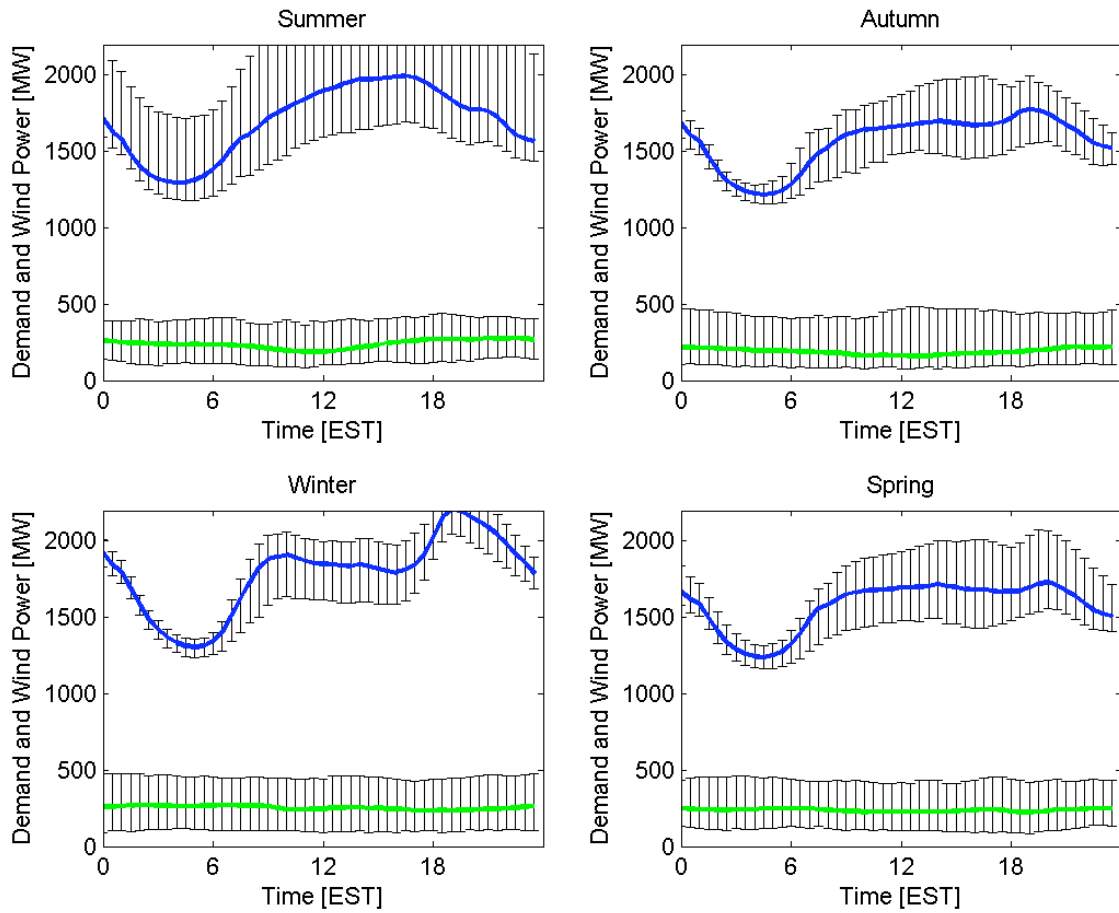 Summer
Demand and Wind Power [MW]
2000
1500
1000
500
0
0 6 12 18
Time [EST]
Autumn
Demand and Wind Power [MW]
2000
1500
1000
500
0
0 6 12 18
Time [EST]
Winter
Demand and Wind Power [MW]
2000
1500
1000
500
0
0 6 12 18
Time [EST]
Spring
Demand and Wind Power [MW]
2000
1500
1000
500
0
0 6 12 18
Time [EST]